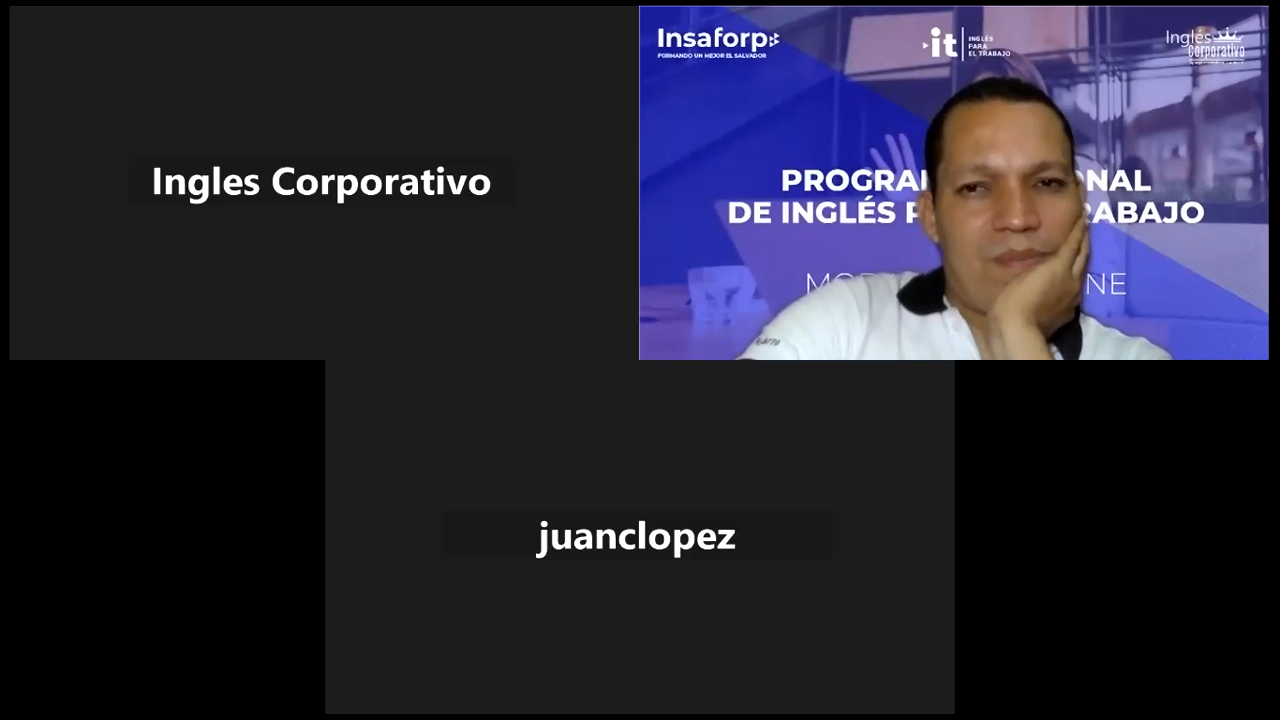 Ingles Corporativo
Insaforp
FORMANDO UN MEJOR EL SALVADOR
it
INGLÉS
PARA
EL TRABAJO
Inglés
Corporativo
PROGRA ONAL
DE INGLÉS P RABAJO
MO NE
juanclopez